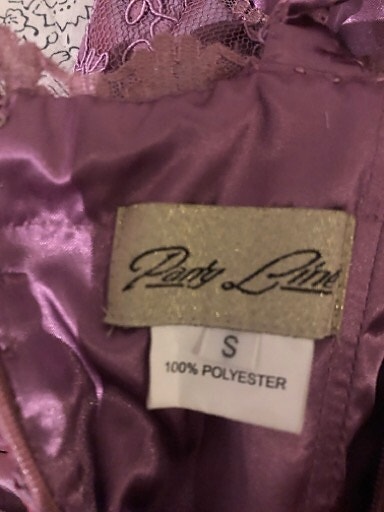 Party Line
S
100% POLYESTER